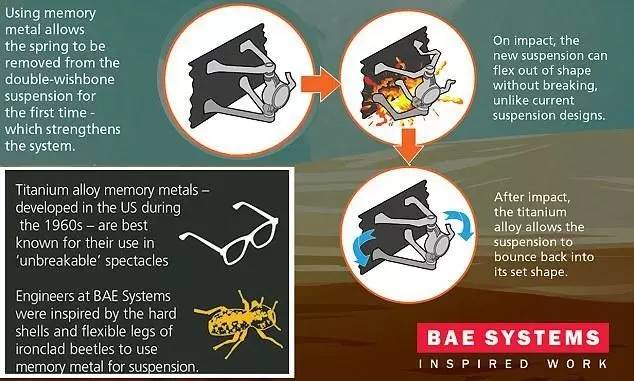 Using memory
metal allows
the spring to be
removed from the
double-wishbone
suspension for
the first time -
which strengthens
the system.
On impact, the
new suspension can
flex out of shape
without breaking,
unlike current
suspension designs.
Titanium alloy memory metals –
developed in the US during
the 1960s – are best
known for their use in
‘unbreakable’ spectacles
Engineers at BAE Systems
were inspired by the hard
shells and flexible legs of
ironclad beetles to use
memory metal for suspension.
After impact,
the titanium
alloy allows the
suspension to
bounce back into
its set shape.
BAE SYSTEMS
INSPIRED WORK